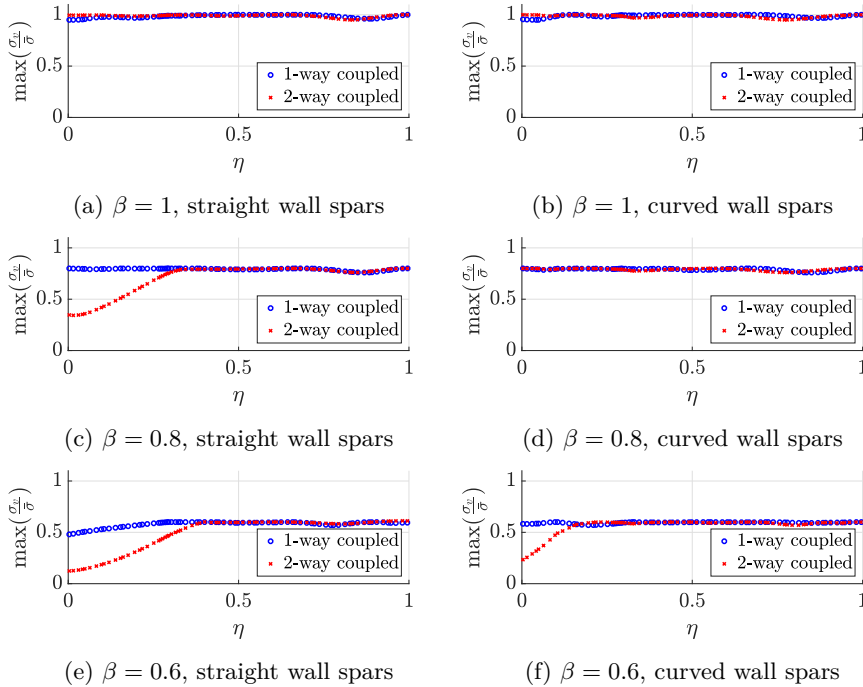 1
0.5
0
max(σ_v/σ̄)
1-way coupled
2-way coupled
0 0.5 1
η
(a) β = 1, straight wall spars
1
0.5
0
max(σ_v/σ̄)
1-way coupled
2-way coupled
0 0.5 1
η
(b) β = 1, curved wall spars
1
0.5
0
max(σ_v/σ̄)
1-way coupled
2-way coupled
0 0.5 1
η
(c) β = 0.8, straight wall spars
1
0.5
0
max(σ_v/σ̄)
1-way coupled
2-way coupled
0 0.5 1
η
(d) β = 0.8, curved wall spars
1
0.5
0
max(σ_v/σ̄)
1-way coupled
2-way coupled
0 0.5 1
η
(e) β = 0.6, straight wall spars
1
0.5
0
max(σ_v/σ̄)
1-way coupled
2-way coupled
0 0.5 1
η
(f) β = 0.6, curved wall spars